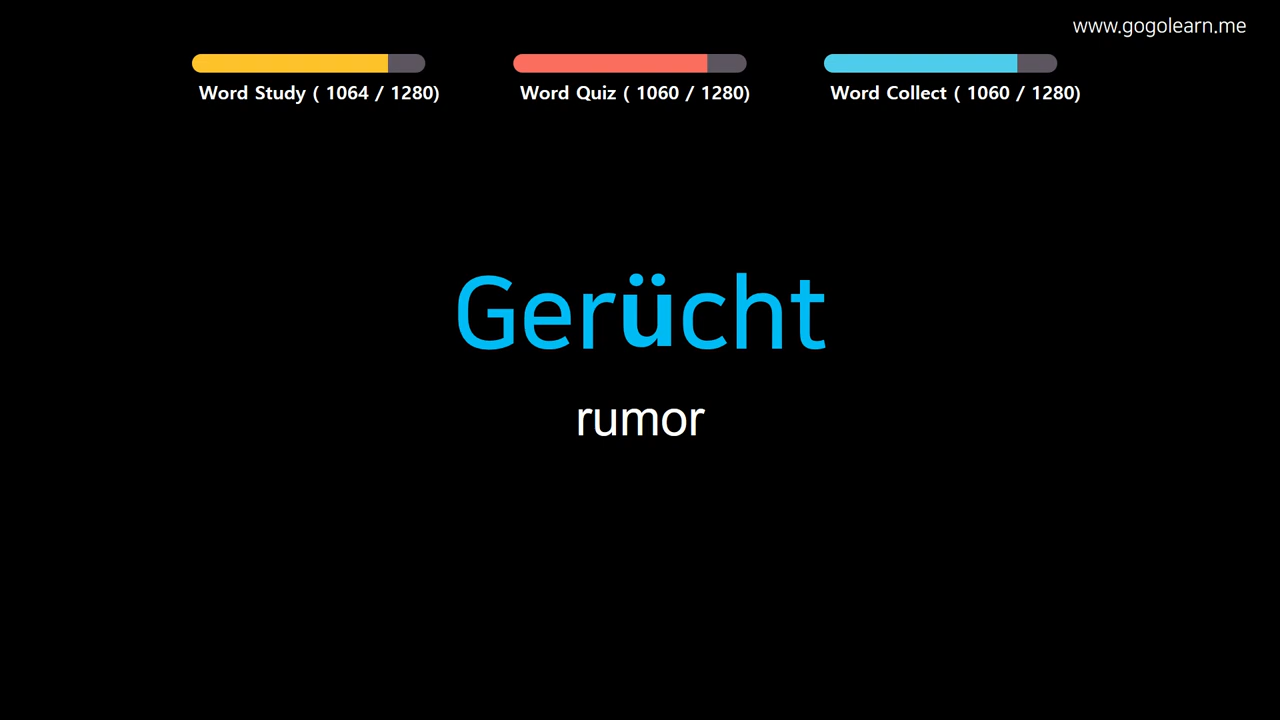 www.gogolearn.me
Word Study ( 1064 / 1280)
Word Quiz ( 1060 / 1280)
Word Collect ( 1060 / 1280)
Gerücht
rumor